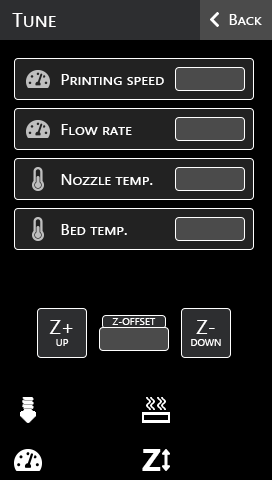 Tune
Back
Printing speed
Flow rate
Nozzle temp.
Bed temp.
Z+
UP
Z-OFFSET
Z-
DOWN
Z